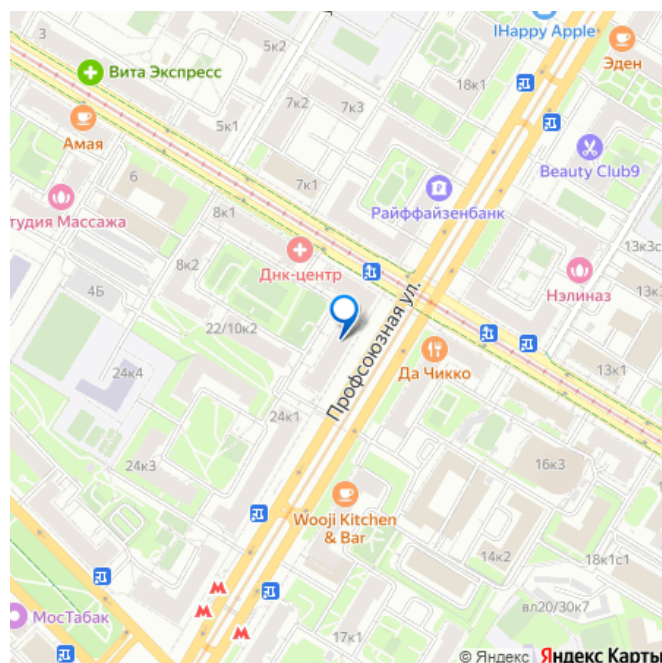 IHappy Apple
3
5к2
Эден
Вита Экспресс
18к1
7к2
7к3
Амая
5к1
Beauty Club9
6
7к1
Райффайзенбанк
тудия Массажа
8к1
13к3с
Днк-центр
8к2
Нэлиназ
13к
4Б
22/10к2
Профсоюзная ул.
Да Чикко
13к1
24к4
24к1
24к3
16к3
Wooji Kitchen
& Bar
14к2
18к1с1
МосТабак
вл20/30к7
17к1
© Яндекс Яндекс Карты